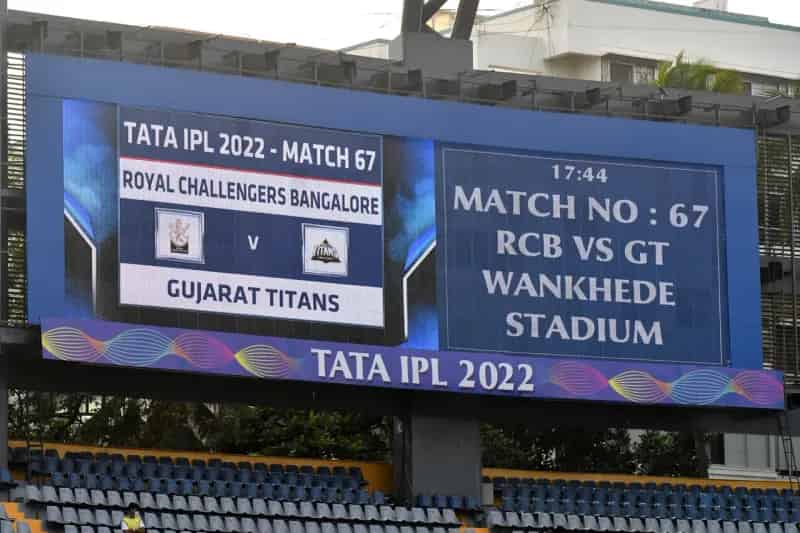 TATA IPL 2022 - MATCH 67
ROYAL CHALLENGERS BANGALORE
V
TITANS
GUJARAT TITANS
17:44
MATCH NO : 67
RCB VS GT
WANKHEDE
STADIUM
TATA IPL 2022